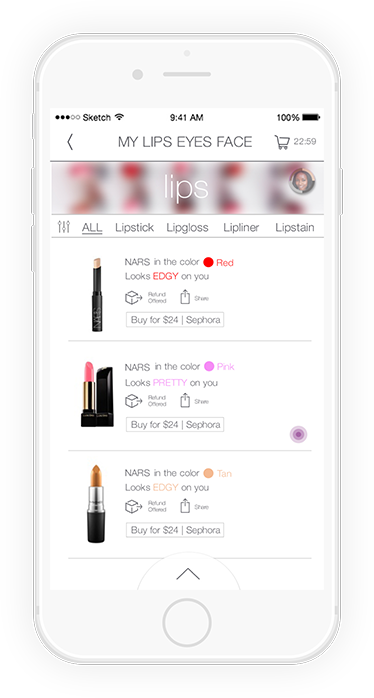 Sketch 9:41 AM 100%
MY LIPS EYES FACE 22:59
lips
ALL Lipstick Lipgloss Lipliner Lipstain
NARS in the color Red
Looks EDGY on you
Refund
Offered
Share
Buy for $24 | Sephora
NARS in the color Pink
Looks PRETTY on you
Refund
Offered
Share
Buy for $24 | Sephora
NARS in the color Tan
Looks EDGY on you
Refund
Offered
Share
Buy for $24 | Sephora